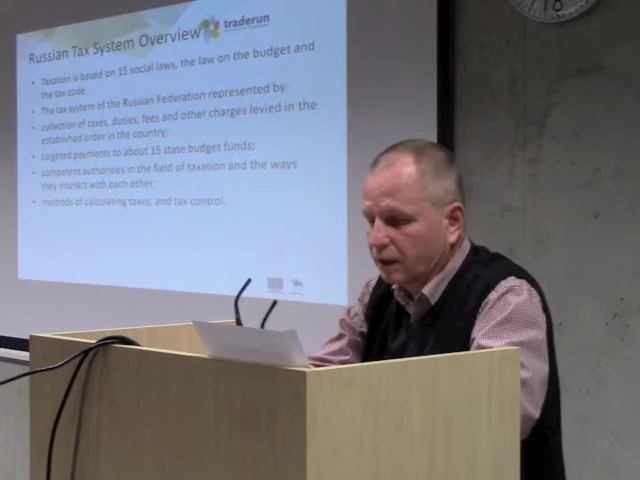 traderun
Russian Tax System Overview
• Taxation is based on 15 social laws, the law on the budget and
the tax code.
• The tax system of the Russian Federation represented by:
• collection of taxes, duties, fees and other charges levied in the
established order in the country;
• targeted payments to about 15 state budget funds;
• competent authorities in the field of taxation and the ways
they interact with each other;
• methods of calculating taxes, and tax control.
10